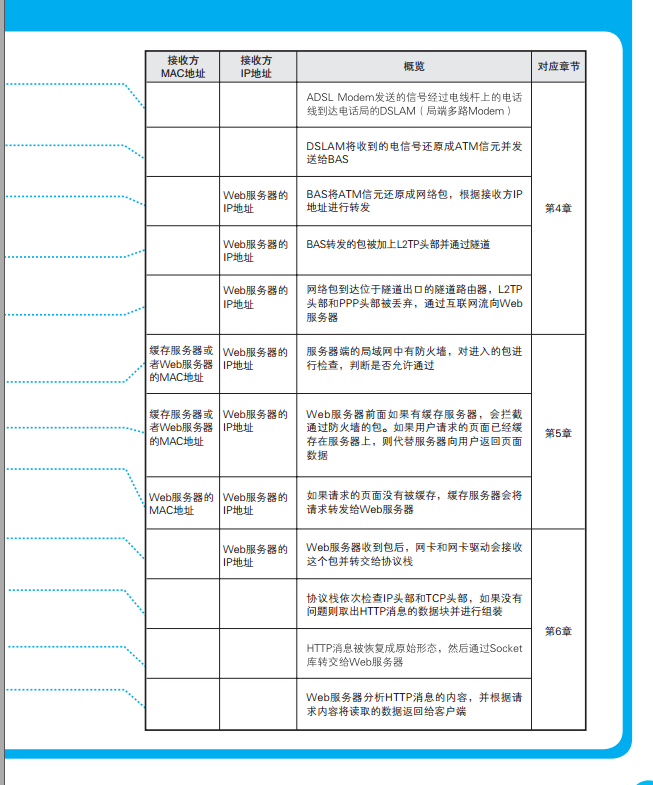 接收方
MAC地址
接收方
IP地址
概览
对应章节
ADSL Modem发送的信号经过电线杆上的电话
线到达电话局的DSLAM（局端多路Modem）
DSLAM将收到的电信号还原成ATM信元并发
送给BAS
Web服务器的
IP地址
BAS将ATM信元还原成网络包，根据接收方IP
地址进行转发
第4章
Web服务器的
IP地址
BAS转发的包被加上L2TP头部并通过隧道
Web服务器的
IP地址
网络包到达位于隧道出口的隧道路由器，L2TP
头部和PPP头部被丢弃，通过互联网流向Web
服务器
缓存服务器或
者Web服务器
的MAC地址
Web服务器的
IP地址
服务器端的局域网中有防火墙，对进入的包进
行检查，判断是否允许通过
缓存服务器或
者Web服务器
的MAC地址
Web服务器的
IP地址
Web服务器前面如果有缓存服务器，会拦截
通过防火墙的包。如果用户请求的页面已经缓
存在服务器上，则代替服务器向用户返回页面
数据
第5章
Web服务器的
MAC地址
Web服务器的
IP地址
如果请求的页面没有被缓存，缓存服务器会将
请求转发给Web服务器
Web服务器的
IP地址
Web服务器收到包后，网卡和网卡驱动会接收
这个包并转交给协议栈
协议栈依次检查IP头部和TCP头部，如果没有
问题则取出HTTP消息的数据块并进行组装
第6章
HTTP消息被恢复成原始形态，然后通过Socket
库转交给Web服务器
Web服务器分析HTTP消息的内容，并根据请
求内容将读取的数据返回给客户端